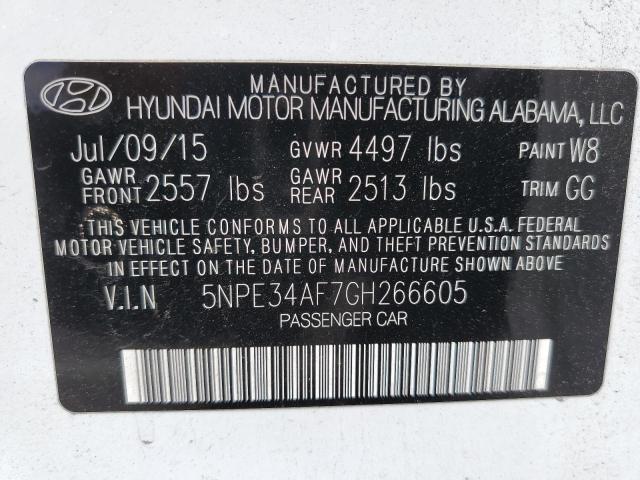 MANUFACTURED BY
HYUNDAI MOTOR MANUFACTURING ALABAMA, LLC
Jul/09/15 GVWR 4497 lbs PAINT W8
GAWR FRONT 2557 lbs GAWR REAR 2513 lbs TRIM GG
THIS VEHICLE CONFORMS TO ALL APPLICABLE U.S.A. FEDERAL
MOTOR VEHICLE SAFETY, BUMPER, AND THEFT PREVENTION STANDARDS
IN EFFECT ON THE DATE OF MANUFACTURE SHOWN ABOVE.
V.I.N 5NPE34AF7GH266605
PASSENGER CAR